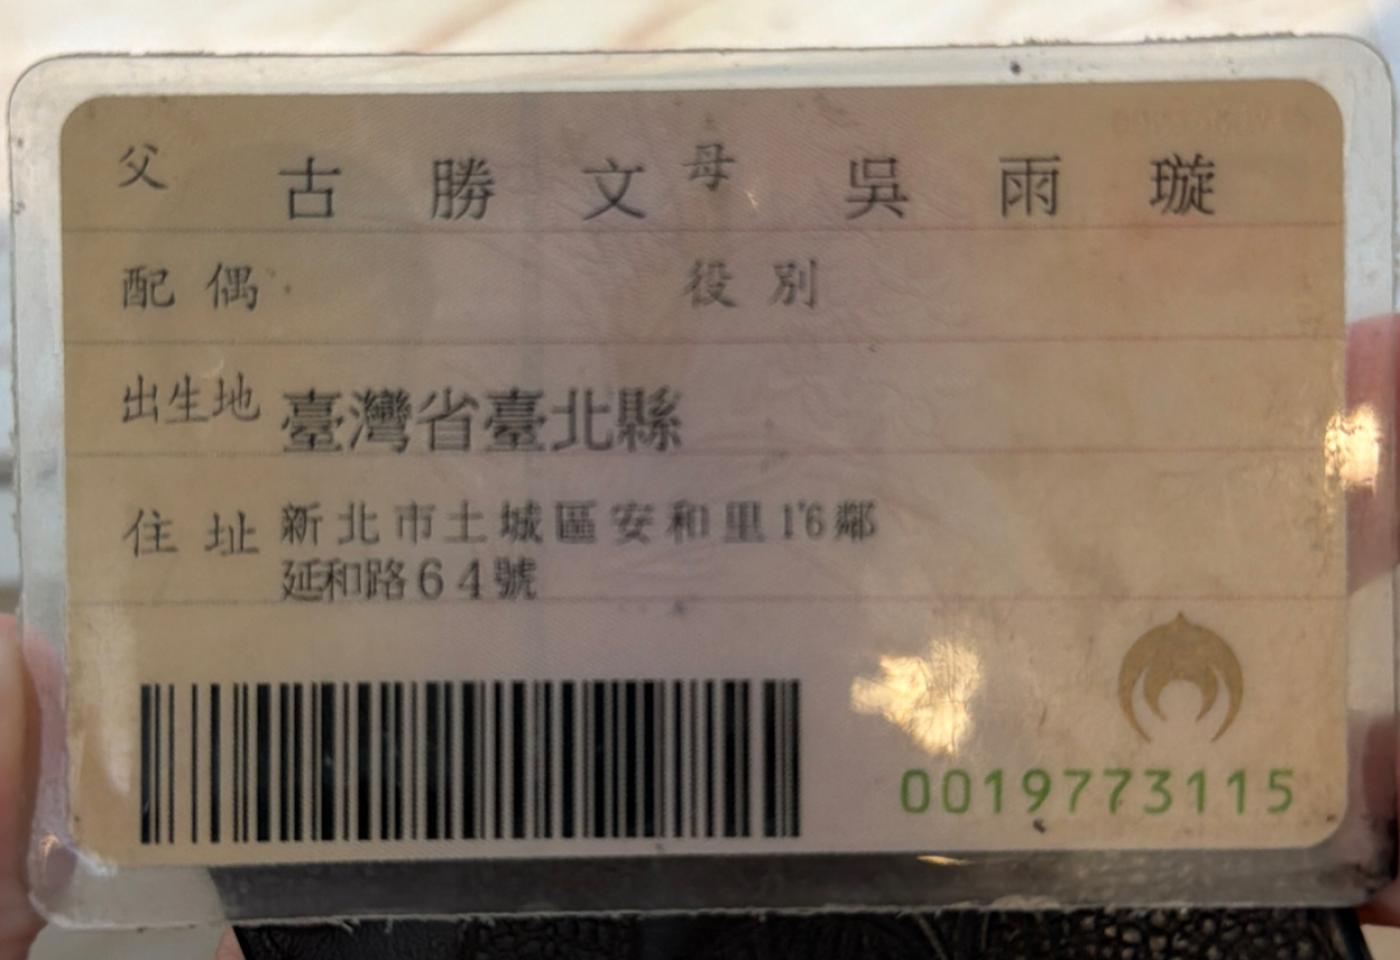 父 古勝文 母 吳雨璇
配偶 役別
出生地 臺灣省臺北縣
住址 新北市土城區安和里16鄰
延和路64號
0019773115